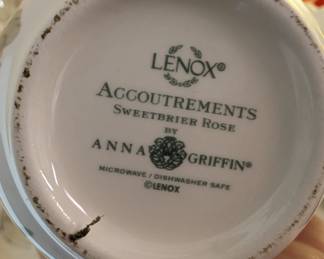 LENOX®
ACCOUTREMENTS
SWEETBRIER ROSE
BY
ANNA GRIFFIN®
MICROWAVE / DISHWASHER SAFE
©LENOX